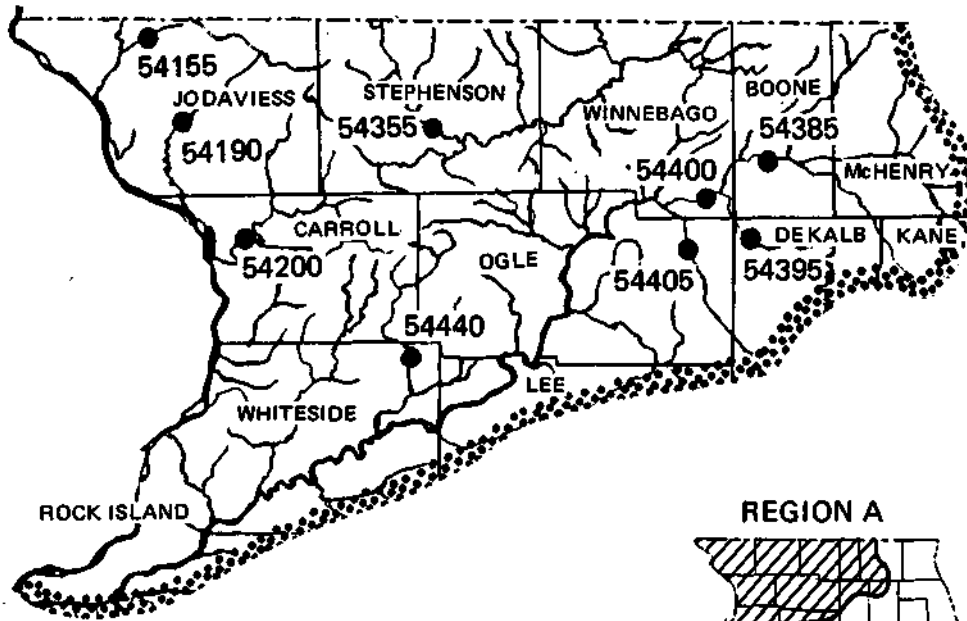 54155
JODAVIESS
STEPHENSON
BOONE
WINNEBAGO
54355
54385
54190
54400
McHENRY
CARROLL
DEKALB
KANE
OGLE
54200
54405
54395
54440
LEE
WHITESIDE
ROCK ISLAND
REGION A